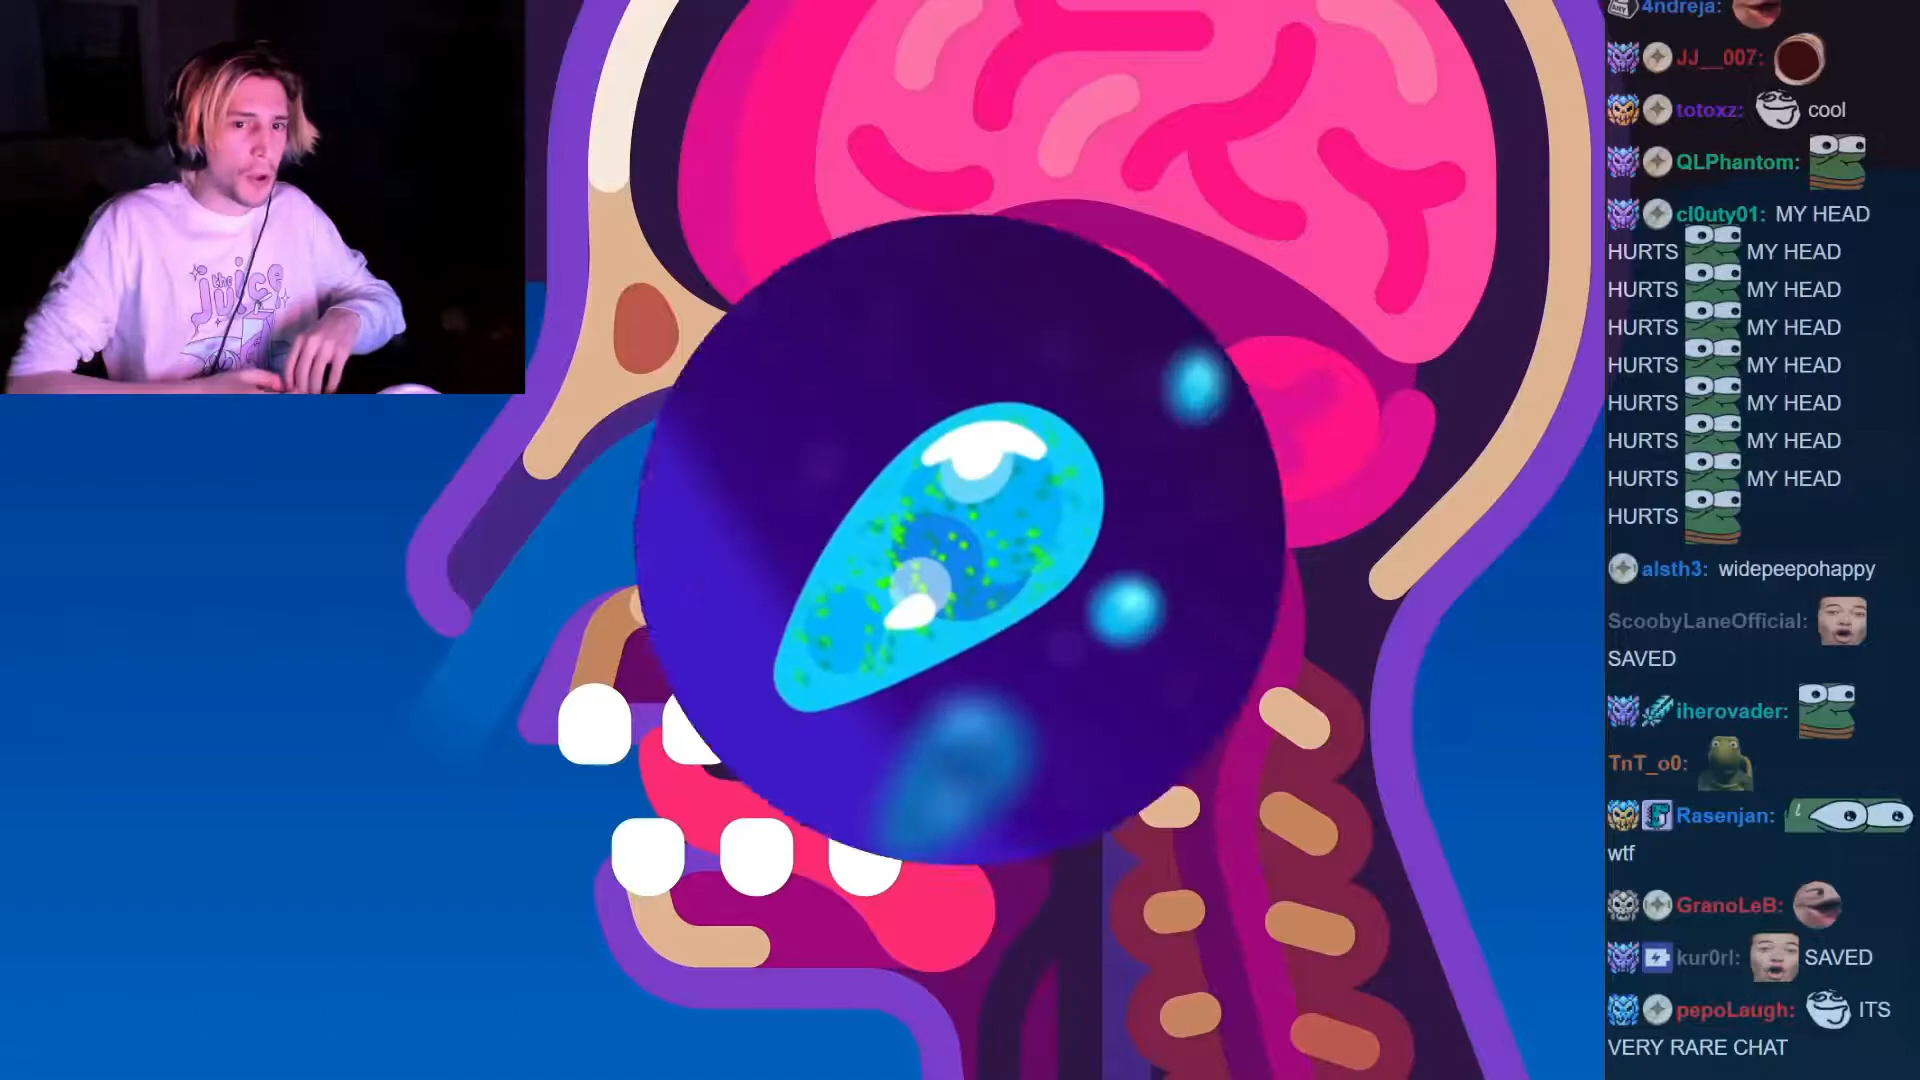 the
juice
4ndreja:
JJ__007:
totoxz: cool
QLPhantom:
cl0uty01: MY HEAD
HURTS MY HEAD
HURTS MY HEAD
HURTS MY HEAD
HURTS MY HEAD
HURTS MY HEAD
HURTS MY HEAD
HURTS MY HEAD
HURTS
alsth3: widepeepohappy
ScoobyLaneOfficial:
SAVED
iherovader:
TnT_o0:
Rasenjan:
wtf
GranoLeB:
kur0rl: SAVED
pepoLaugh: ITS
VERY RARE CHAT